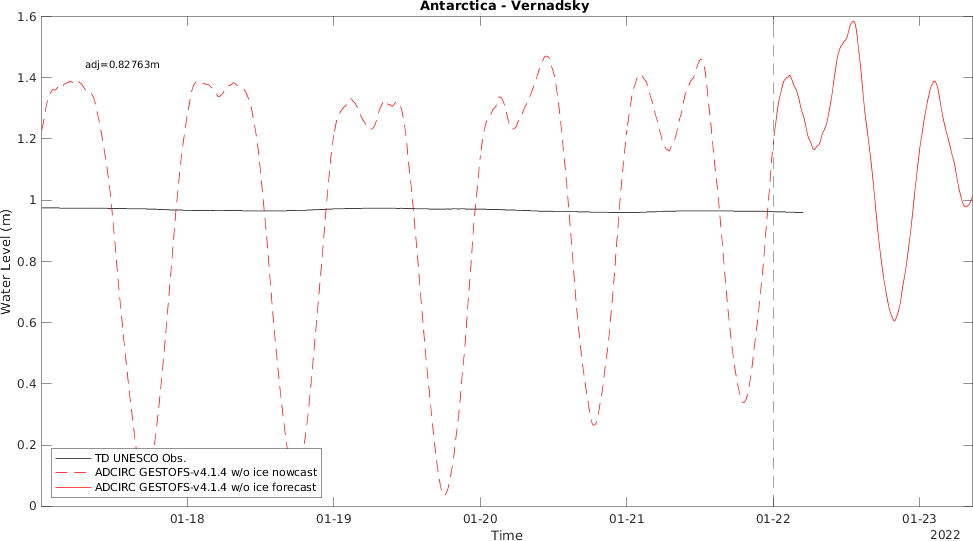 Antarctica - Vernadsky
adj=0.82763m
Water Level (m)
1.6
1.4
1.2
1
0.8
0.6
0.4
0.2
0
TD UNESCO Obs.
ADCIRC GESTOFS-v4.1.4 w/o ice nowcast
ADCIRC GESTOFS-v4.1.4 w/o ice forecast
01-18 01-19 01-20 01-21 01-22 01-23
Time
2022